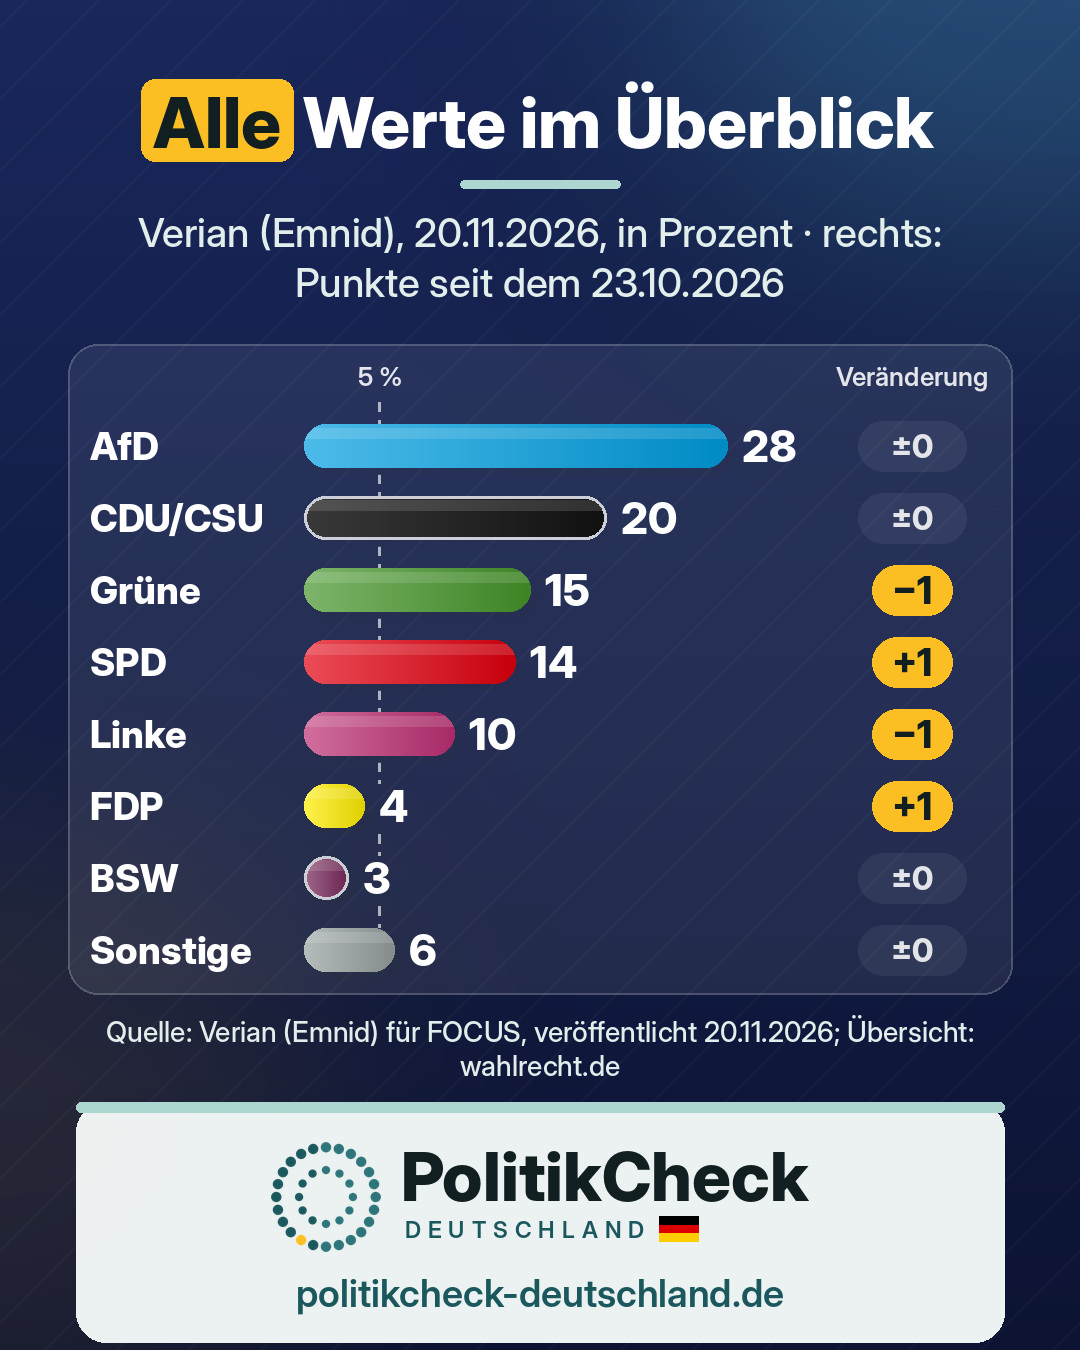 Alle Werte im Überblick
Verian (Emnid), 20.11.2026, in Prozent · rechts:
Punkte seit dem 23.10.2026
5 % Veränderung
AfD 28 ±0
CDU/CSU 20 ±0
Grüne 15 −1
SPD 14 +1
Linke 10 −1
FDP 4 +1
BSW 3 ±0
Sonstige 6 ±0
Quelle: Verian (Emnid) für FOCUS, veröffentlicht 20.11.2026; Übersicht:
wahlrecht.de
PolitikCheck
DEUTSCHLAND
politikcheck-deutschland.de